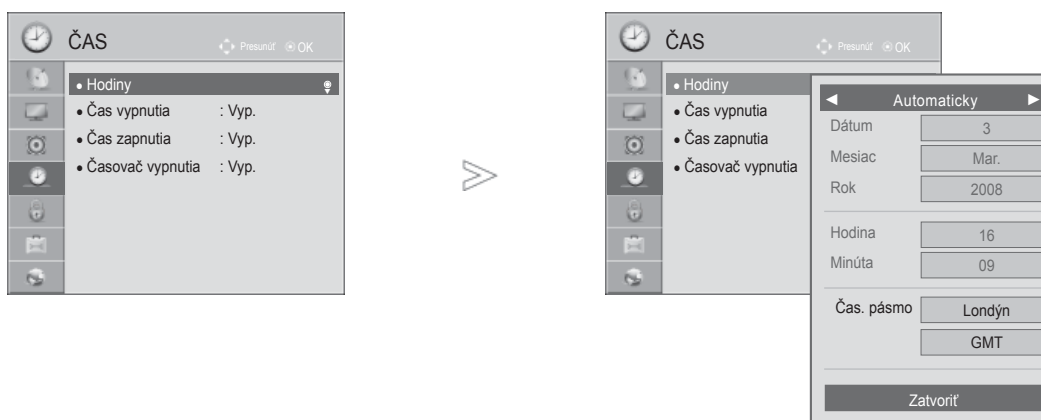 ČAS
Presunúť OK
• Hodiny
• Čas vypnutia : Vyp.
• Čas zapnutia : Vyp.
• Časovač vypnutia : Vyp.
ČAS
Presunúť OK
• Hodiny
• Čas vypnutia
• Čas zapnutia
• Časovač vypnutia
◄ Automaticky ►
Dátum 3
Mesiac Mar.
Rok 2008
Hodina 16
Minúta 09
Čas. pásmo Londýn
GMT
Zatvoriť